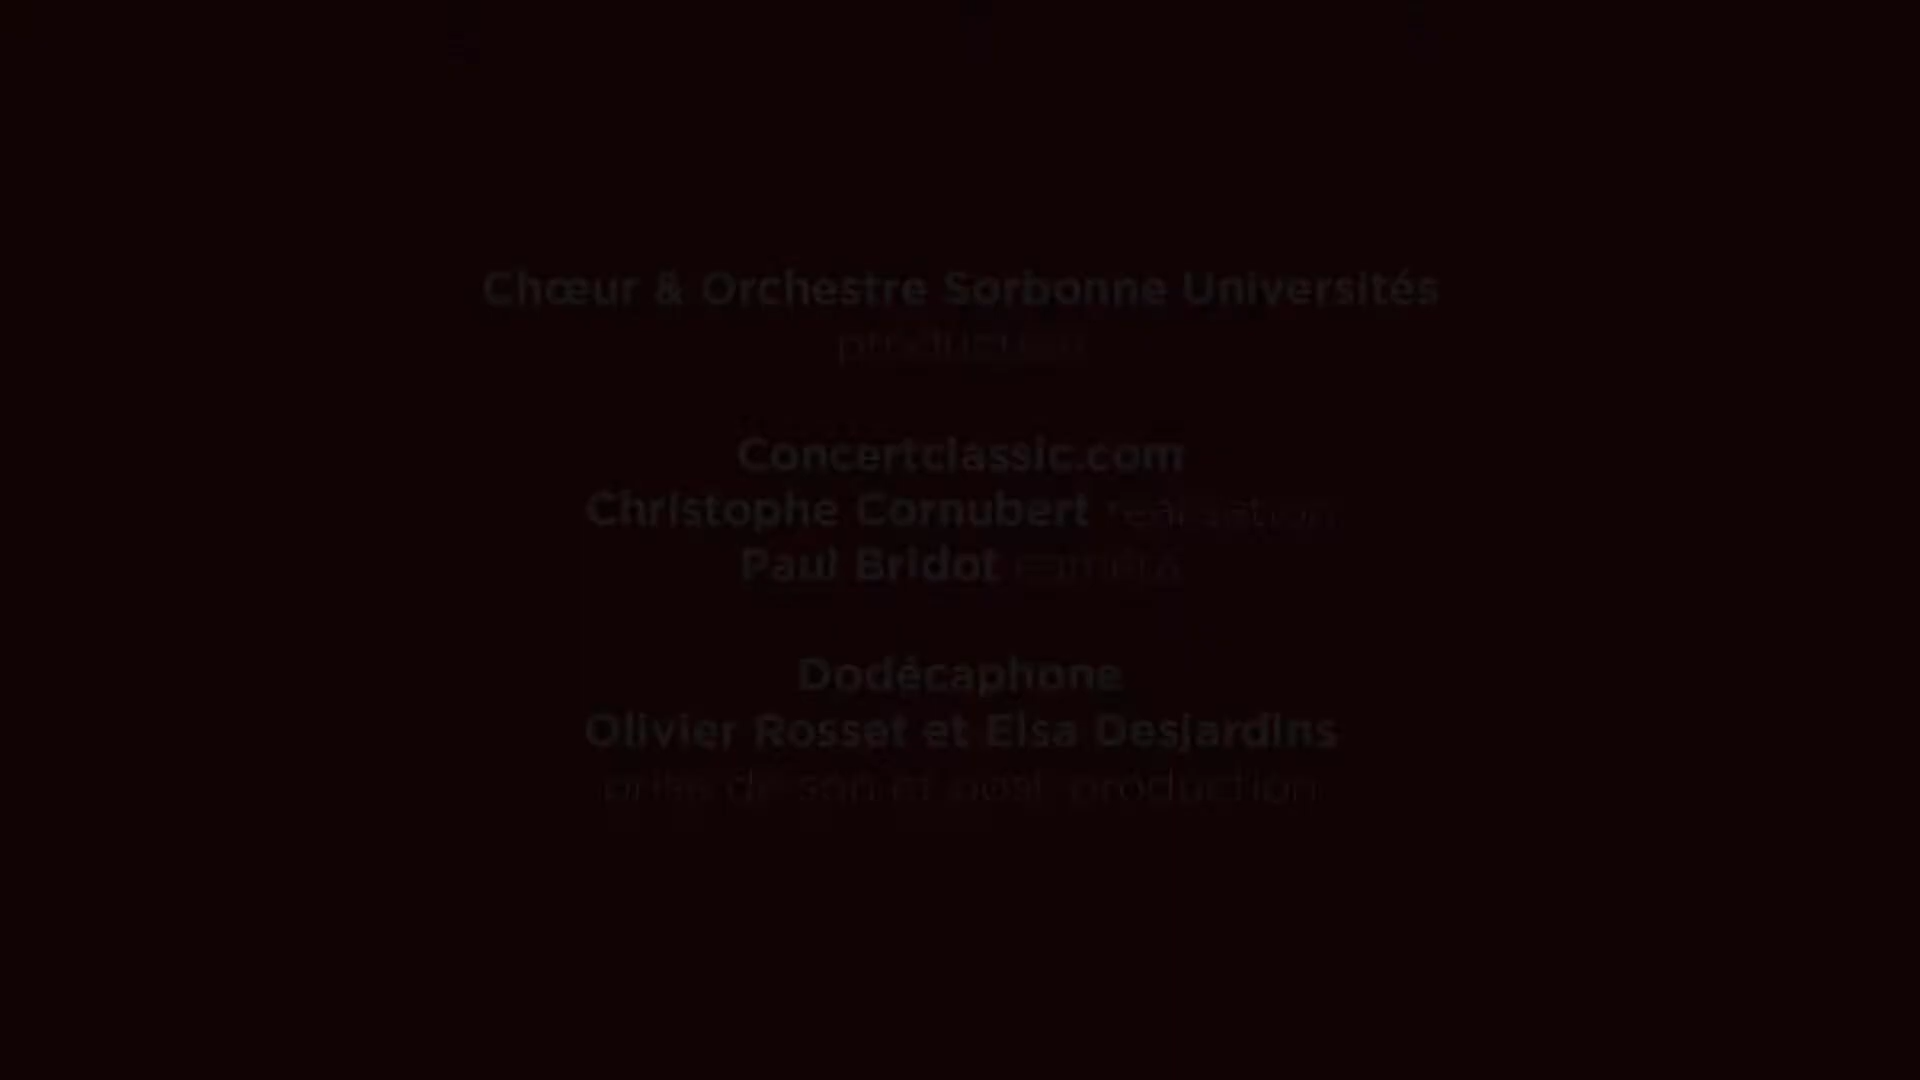 Chœur & Orchestre Sorbonne Universités
production
Concertclassic.com
Christophe Cornubert réalisation
Paul Bridot caméra
Dodécaphone
Olivier Rosset et Elsa Desjardins
prise de son et post-production